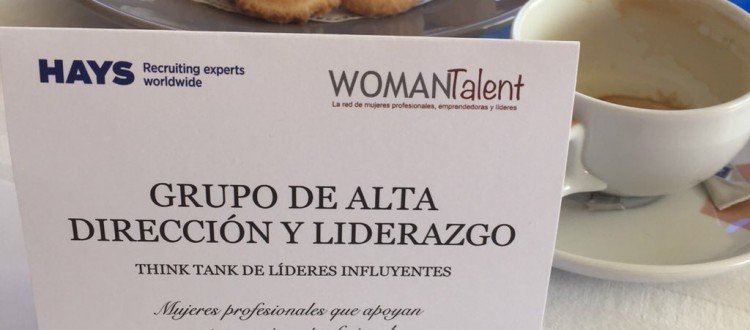 HAYS Recruiting experts
worldwide
WOMANTalent
La red de mujeres profesionales, emprendedoras y líderes
GRUPO DE ALTA
DIRECCIÓN Y LIDERAZGO
THINK TANK DE LÍDERES INFLUYENTES
Mujeres profesionales que apoyan